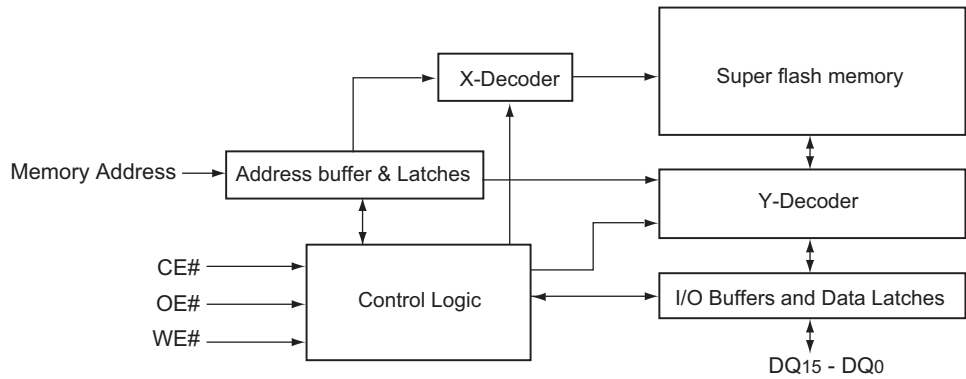 X-Decoder
Super flash memory
Memory Address
Address buffer & Latches
Y-Decoder
CE#
OE#
WE#
Control Logic
I/O Buffers and Data Latches
DQ15 - DQ0